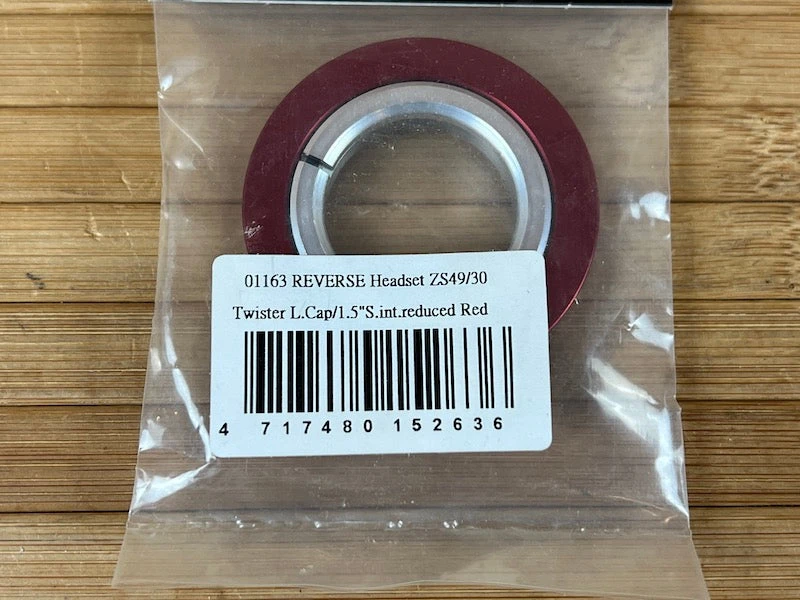 01163 REVERSE Headset ZS49/30
Twister L.Cap/1.5"S.int.reduced Red
4 717480 152636